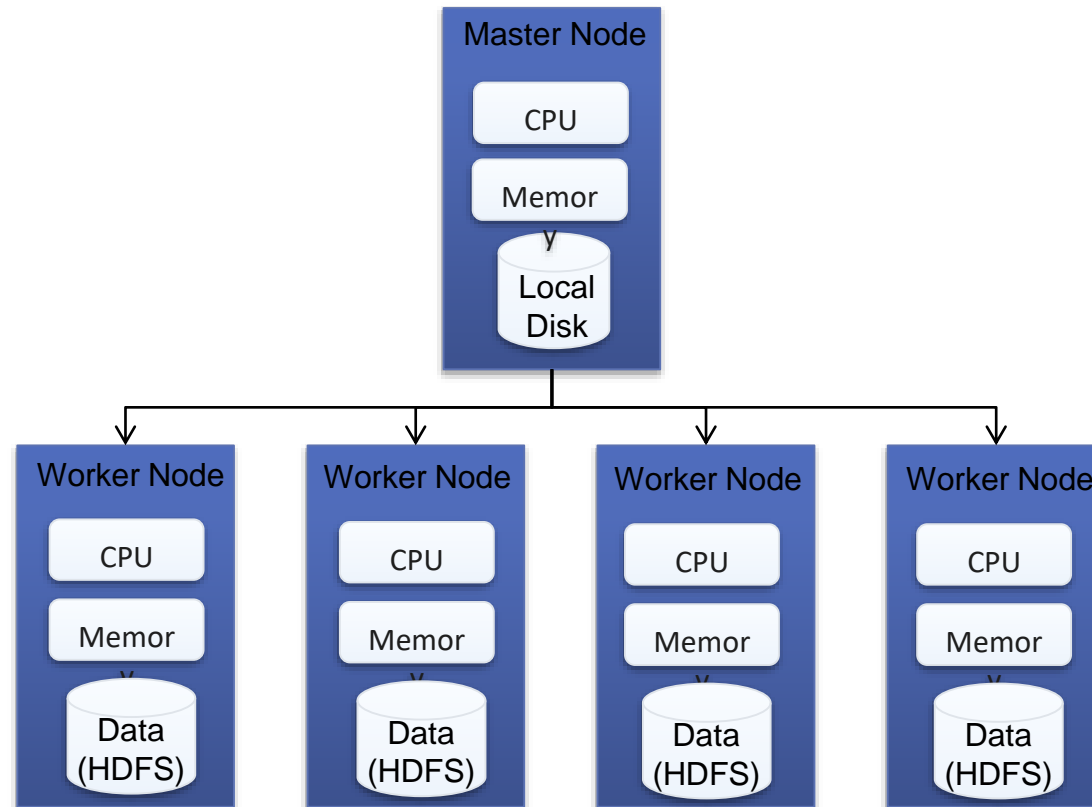 Master Node
CPU
Memor
y
Local
Disk
Worker Node
CPU
Memor
y
Data
(HDFS)
Worker Node
CPU
Memor
y
Data
(HDFS)
Worker Node
CPU
Memor
y
Data
(HDFS)
Worker Node
CPU
Memor
y
Data
(HDFS)